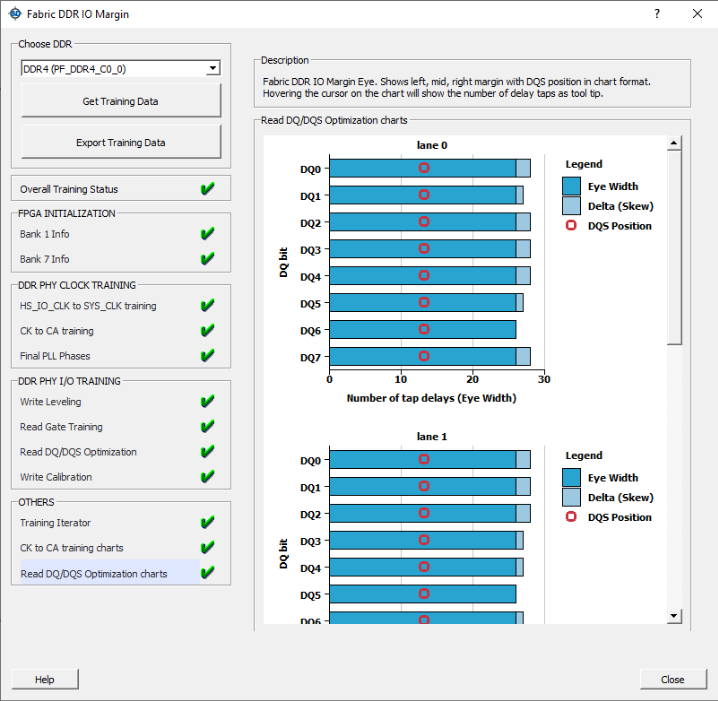 Fabric DDR IO Margin
?
Choose DDR
DDR4 (PF_DDR4_C0_0)
Get Training Data
Export Training Data
Overall Training Status
FPGA INITIALIZATION
Bank 1 Info
Bank 7 Info
DDR PHY CLOCK TRAINING
HS_IO_CLK to SYS_CLK training
CK to CA training
Final PLL Phases
DDR PHY I/O TRAINING
Write Leveling
Read Gate Training
Read DQ/DQS Optimization
Write Calibration
OTHERS
Training Iterator
CK to CA training charts
Read DQ/DQS Optimization charts
Description
Fabric DDR IO Margin Eye. Shows left, mid, right margin with DQS position in chart format.
Hovering the cursor on the chart will show the number of delay taps as tool tip.
Read DQ/DQS Optimization charts
lane 0
DQ bit
DQ0
DQ1
DQ2
DQ3
DQ4
DQ5
DQ6
DQ7
0 10 20 30
Number of tap delays (Eye Width)
Legend
Eye Width
Delta (Skew)
DQS Position
lane 1
DQ bit
DQ0
DQ1
DQ2
DQ3
DQ4
DQ5
DQ6
Legend
Eye Width
Delta (Skew)
DQS Position
Help
Close